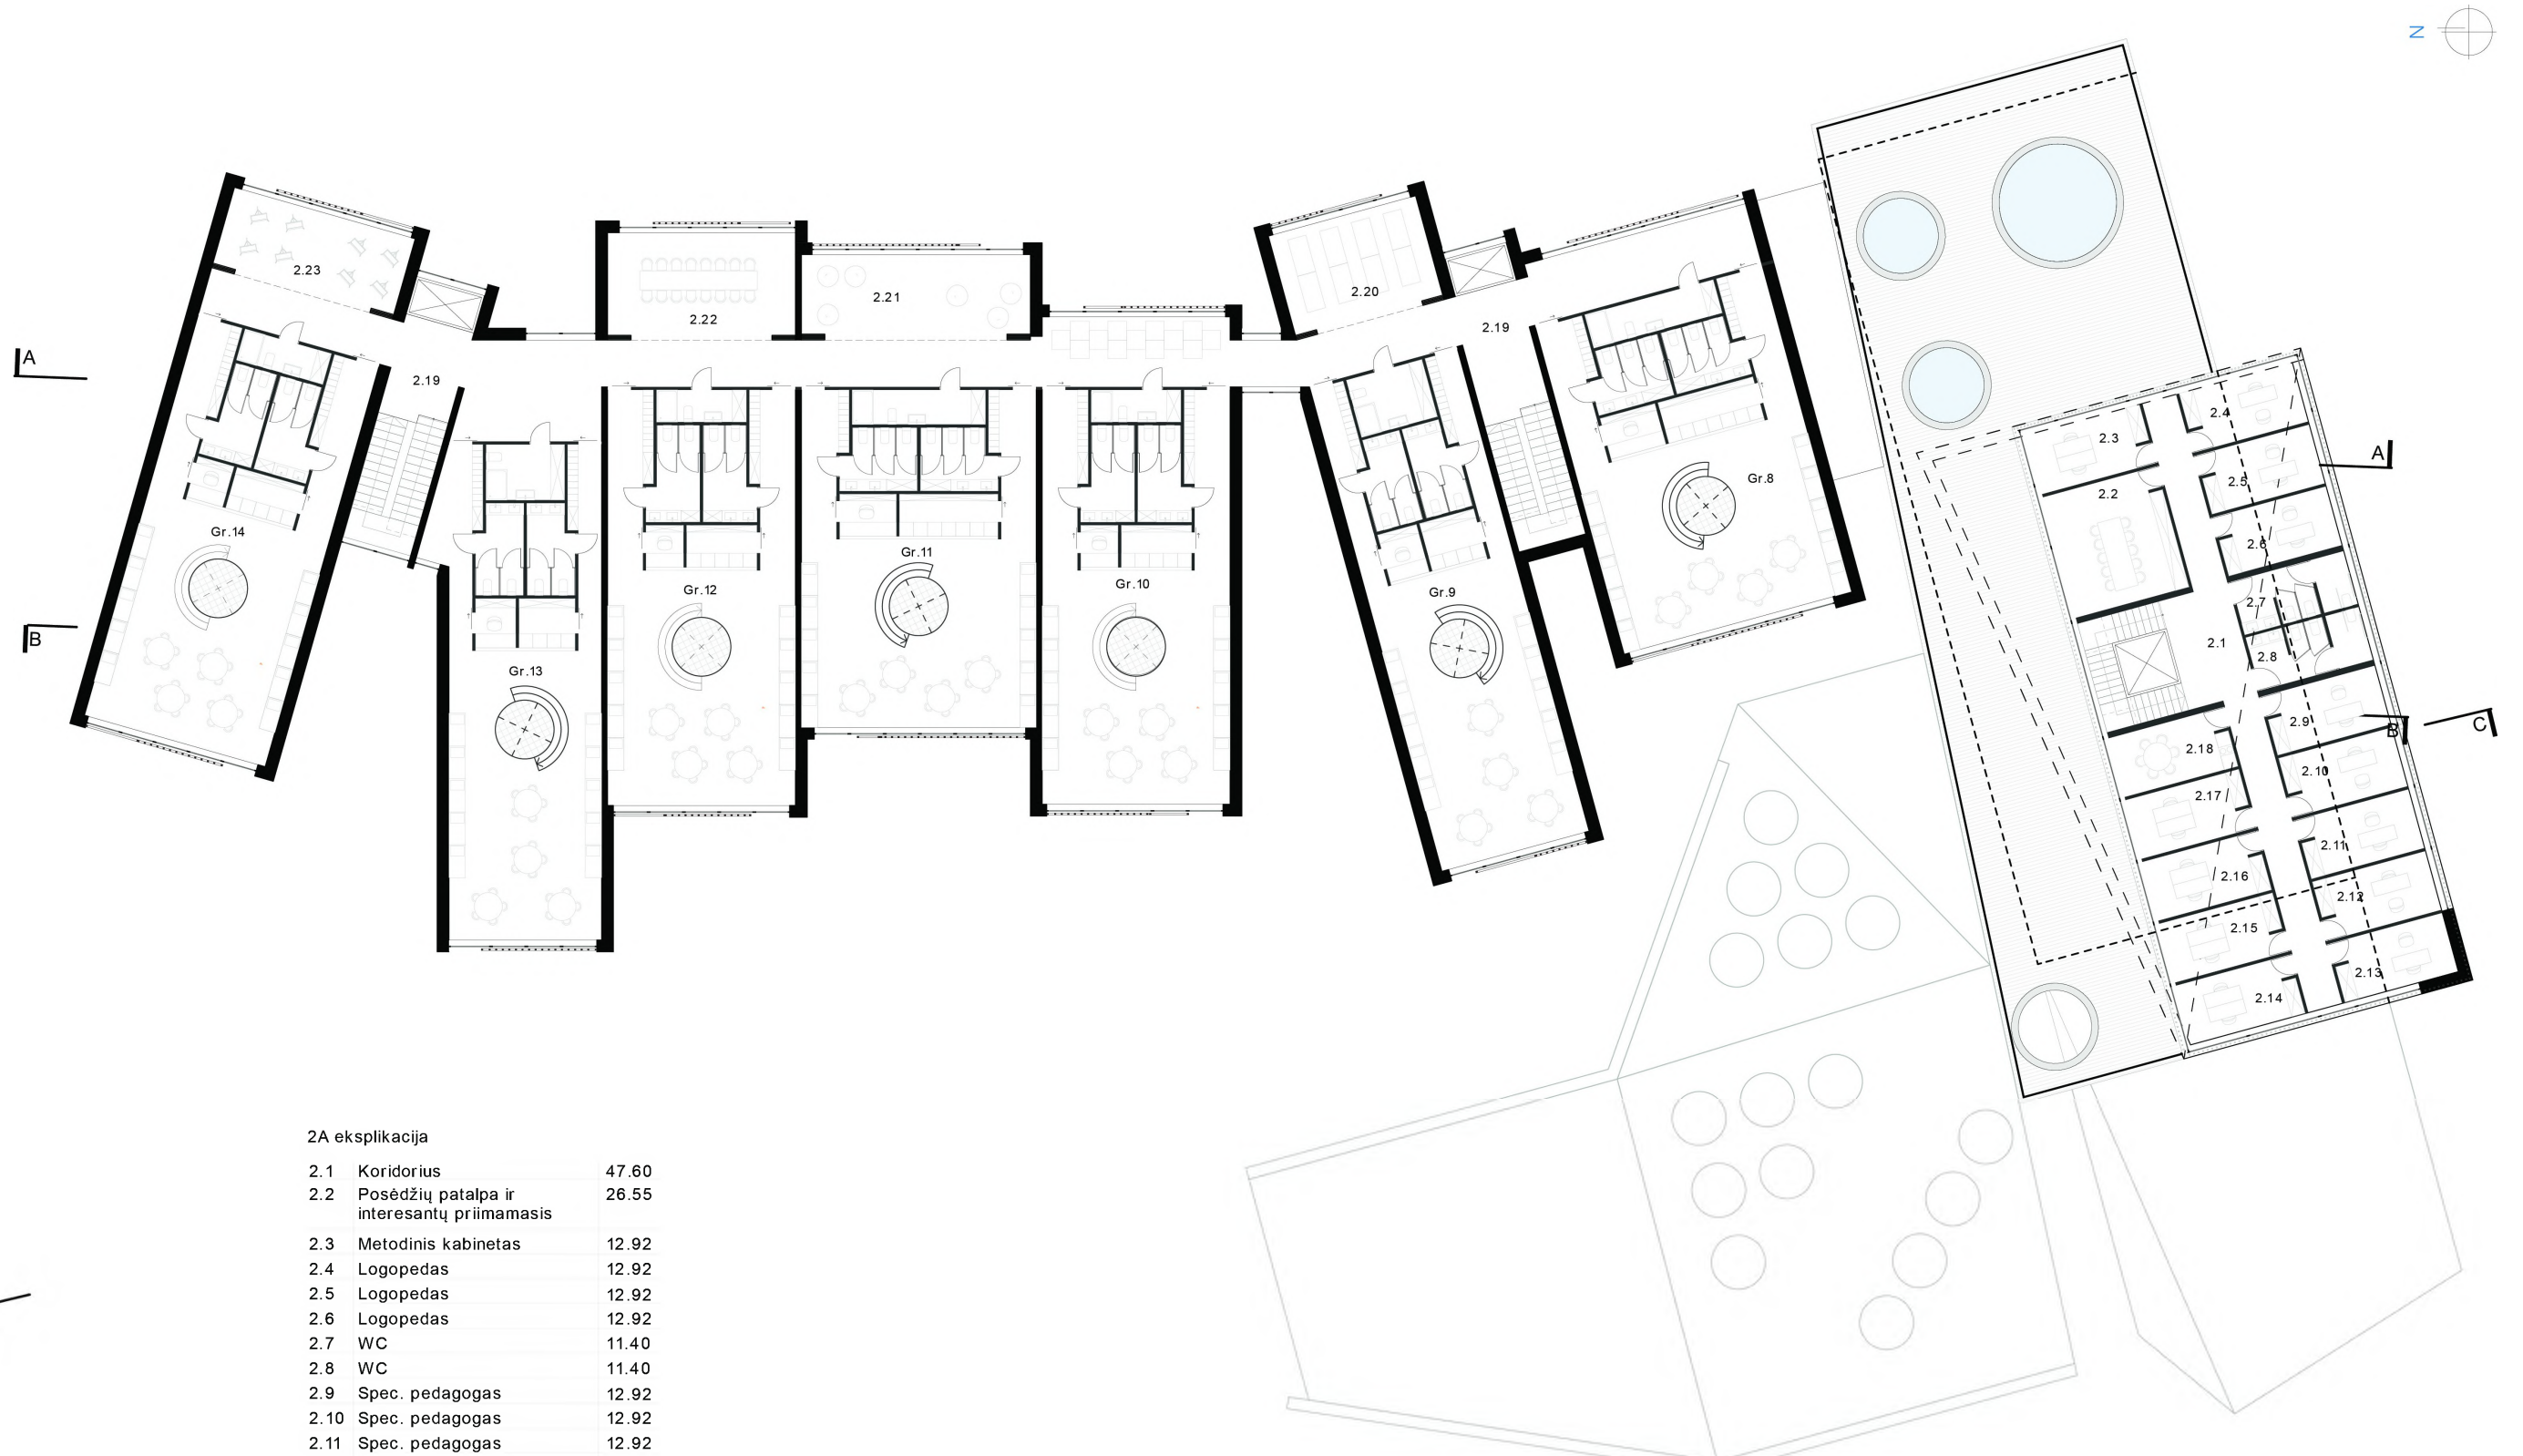 N
2.23
2.22
2.21
2.20
2.19
2.19
A
A
B
B
C
Gr.14
Gr.13
Gr.12
Gr.11
Gr.10
Gr.9
Gr.8
2.4
2.3
2.5
2.2
2.6
2.7
2.1
2.8
2.9
2.18
2.10
2.17
2.11
2.16
2.12
2.15
2.13
2.14
2A eksplikacija
2.1 Koridorius 47.60
2.2 Posėdžių patalpa ir 26.55
interesantų priimamasis
2.3 Metodinis kabinetas 12.92
2.4 Logopedas 12.92
2.5 Logopedas 12.92
2.6 Logopedas 12.92
2.7 WC 11.40
2.8 WC 11.40
2.9 Spec. pedagogas 12.92
2.10 Spec. pedagogas 12.92
2.11 Spec. pedagogas 12.92